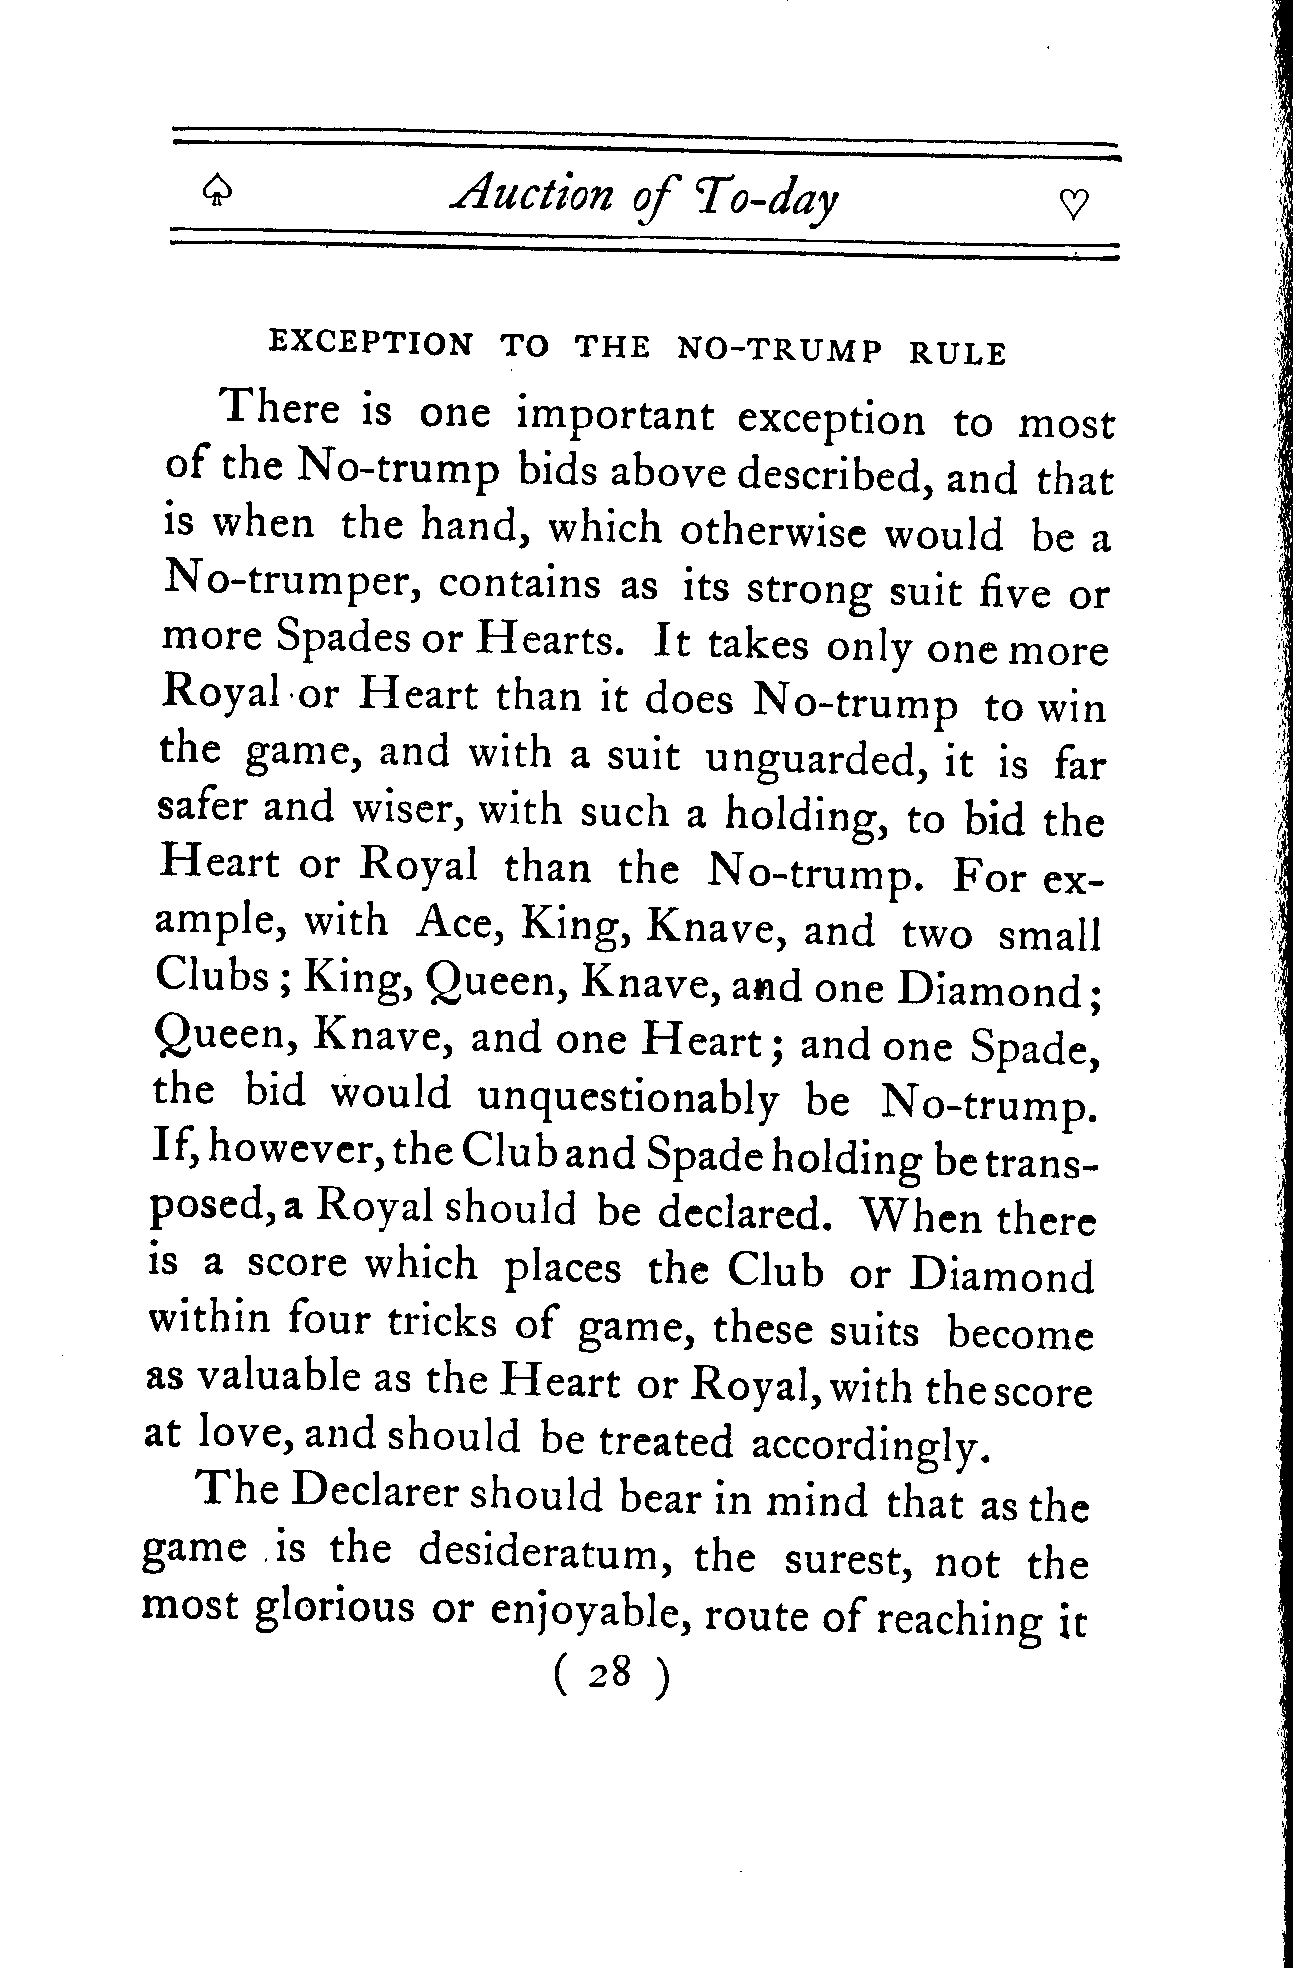 ♤ Auction of To-day ♡
EXCEPTION TO THE NO-TRUMP RULE
There is one important exception to most
of the No-trump bids above described, and that
is when the hand, which otherwise would be a
No-trumper, contains as its strong suit five or
more Spades or Hearts. It takes only one more
Royal or Heart than it does No-trump to win
the game, and with a suit unguarded, it is far
safer and wiser, with such a holding, to bid the
Heart or Royal than the No-trump. For ex-
ample, with Ace, King, Knave, and two small
Clubs ; King, Queen, Knave, and one Diamond ;
Queen, Knave, and one Heart ; and one Spade,
the bid would unquestionably be No-trump.
If, however, the Club and Spade holding be trans-
posed, a Royal should be declared. When there
is a score which places the Club or Diamond
within four tricks of game, these suits become
as valuable as the Heart or Royal, with the score
at love, and should be treated accordingly.
The Declarer should bear in mind that as the
game is the desideratum, the surest, not the
most glorious or enjoyable, route of reaching it
( 28 )